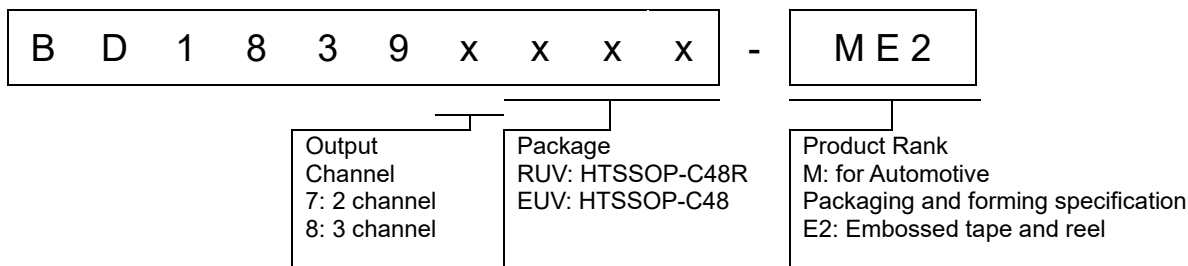 B D 1 8 3 9 x x x x - M E 2
Output
Channel
7: 2 channel
8: 3 channel
Package
RUV: HTSSOP-C48R
EUV: HTSSOP-C48
Product Rank
M: for Automotive
Packaging and forming specification
E2: Embossed tape and reel